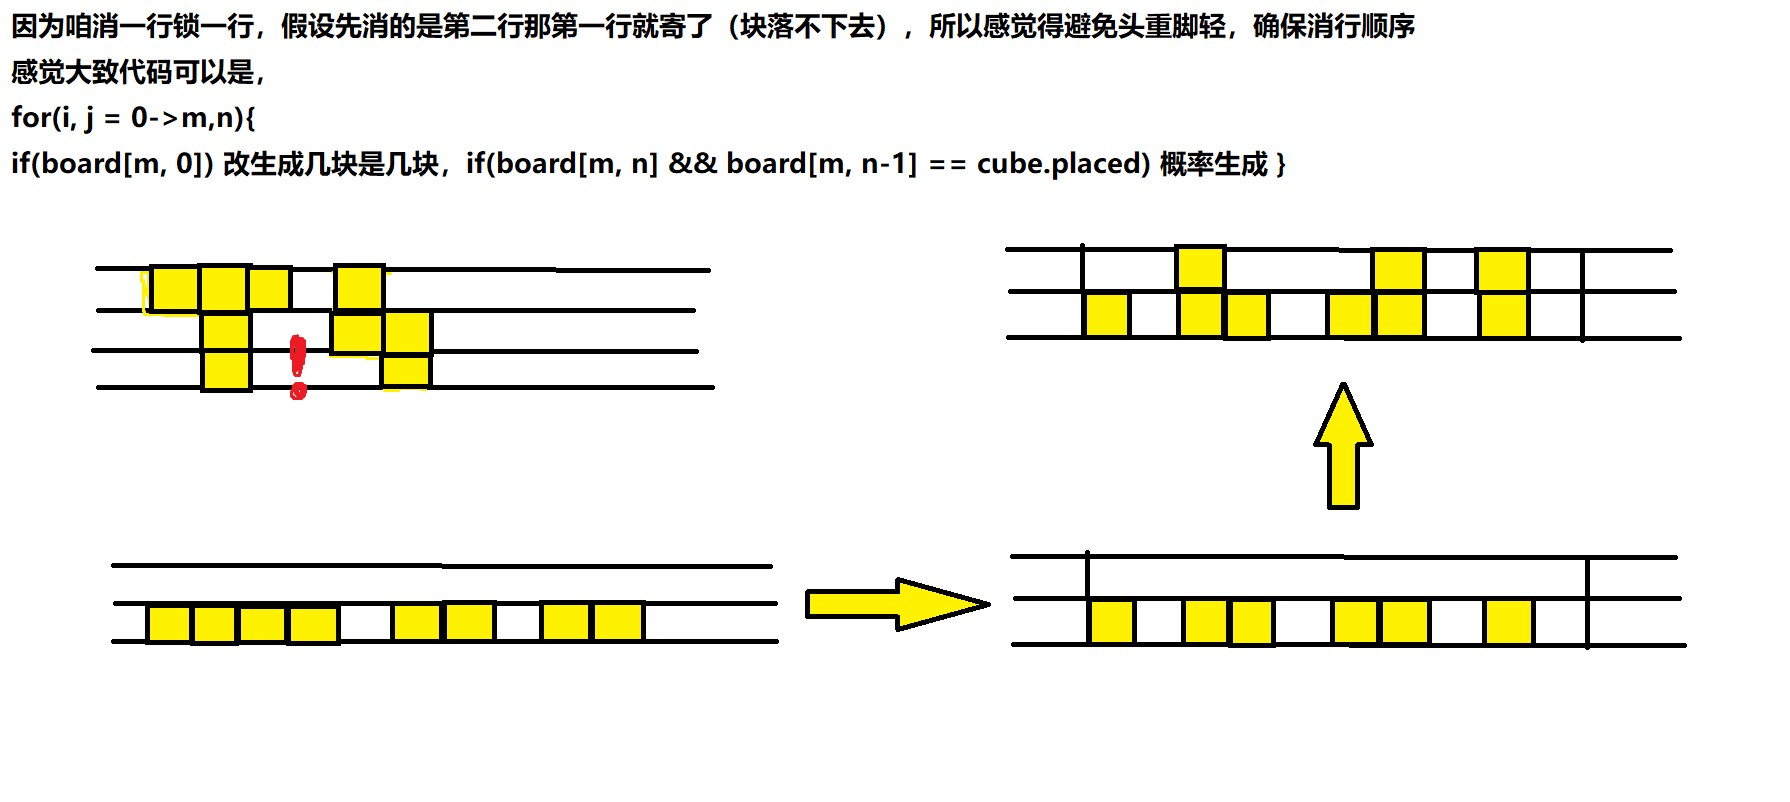 因为咱消一行锁一行，假设先消的是第二行那第一行就寄了（块落不下去），所以感觉得避免头重脚轻，确保消行顺序
感觉大致代码可以是，
for(i, j = 0->m,n){
if(board[m, 0]) 改生成几块是几块，if(board[m, n] && board[m, n-1] == cube.placed) 概率生成 }